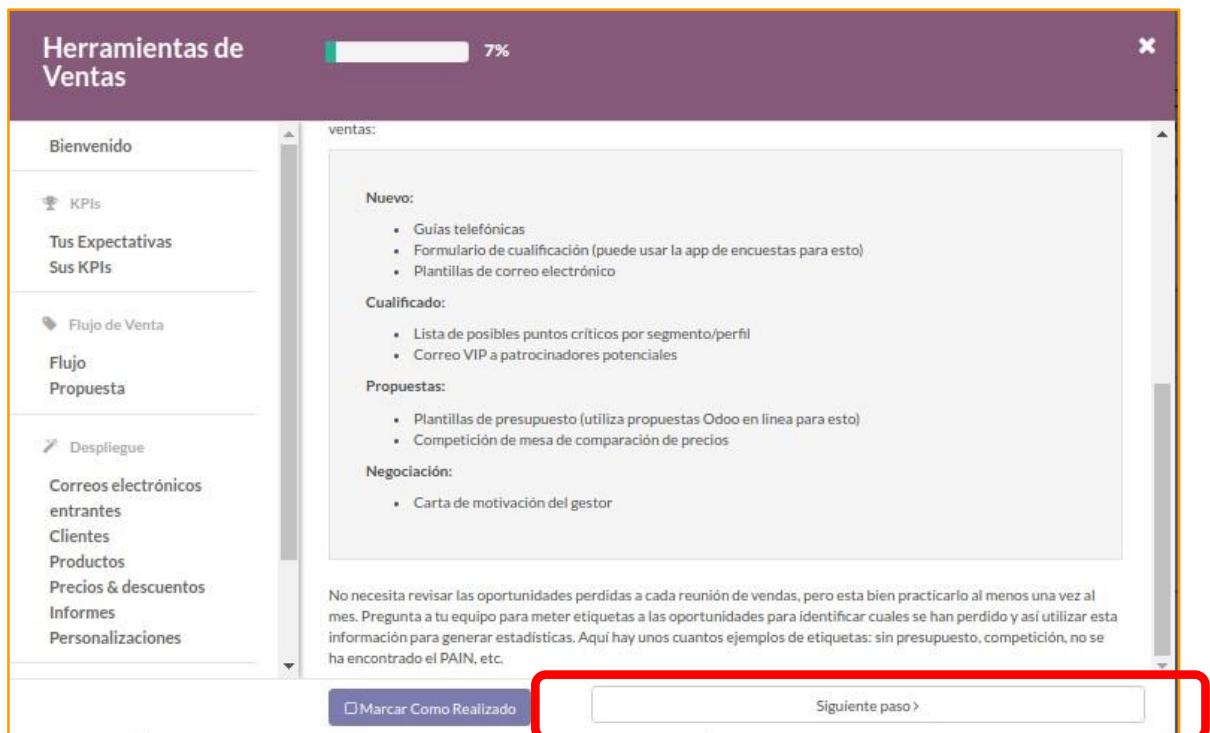 Herramientas de
Ventas
7%
Bienvenido
KPIs
Tus Expectativas
Sus KPIs
Flujo de Venta
Flujo
Propuesta
Despliegue
Correos electrónicos
entrantes
Clientes
Productos
Precios & descuentos
Informes
Personalizaciones
ventas:
Nuevo:
• Guías telefónicas
• Formulario de cualificación (puede usar la app de encuestas para esto)
• Plantillas de correo electrónico
Cualificado:
• Lista de posibles puntos críticos por segmento/perfil
• Correo VIP a patrocinadores potenciales
Propuestas:
• Plantillas de presupuesto (utiliza propuestas Odoo en linea para esto)
• Competición de mesa de comparación de precios
Negociación:
• Carta de motivación del gestor
No necesita revisar las oportunidades perdidas a cada reunión de vendas, pero esta bien practicarlo al menos una vez al
mes. Pregunta a tu equipo para meter etiquetas a las oportunidades para identificar cuales se han perdido y así utilizar esta
información para generar estadísticas. Aquí hay unos cuantos ejemplos de etiquetas: sin presupuesto, competición, no se
ha encontrado el PAIN, etc.
Marcar Como Realizado
Siguiente paso >